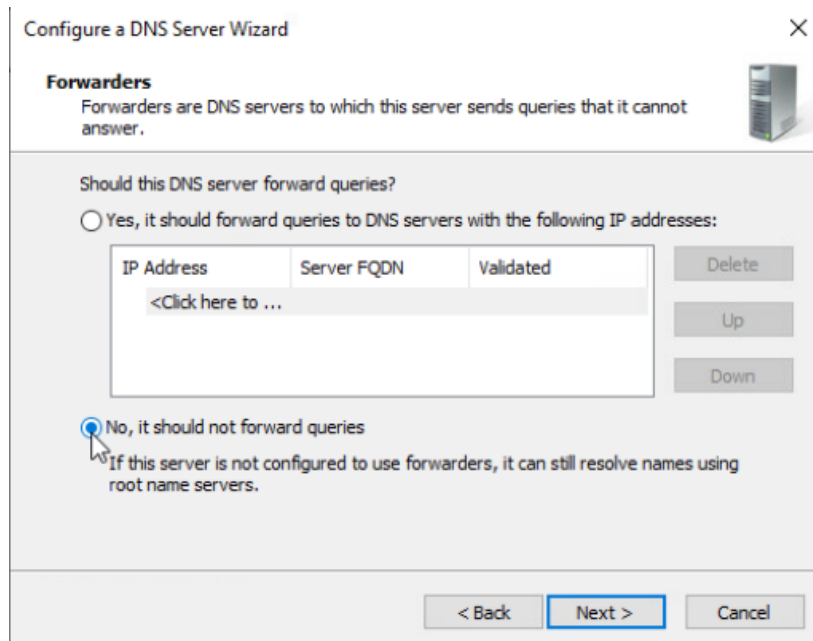 Configure a DNS Server Wizard
Forwarders
Forwarders are DNS servers to which this server sends queries that it cannot
answer.
Should this DNS server forward queries?
Yes, it should forward queries to DNS servers with the following IP addresses:
IP Address Server FQDN Validated
<Click here to ...
Delete
Up
Down
No, it should not forward queries
If this server is not configured to use forwarders, it can still resolve names using
root name servers.
< Back Next > Cancel